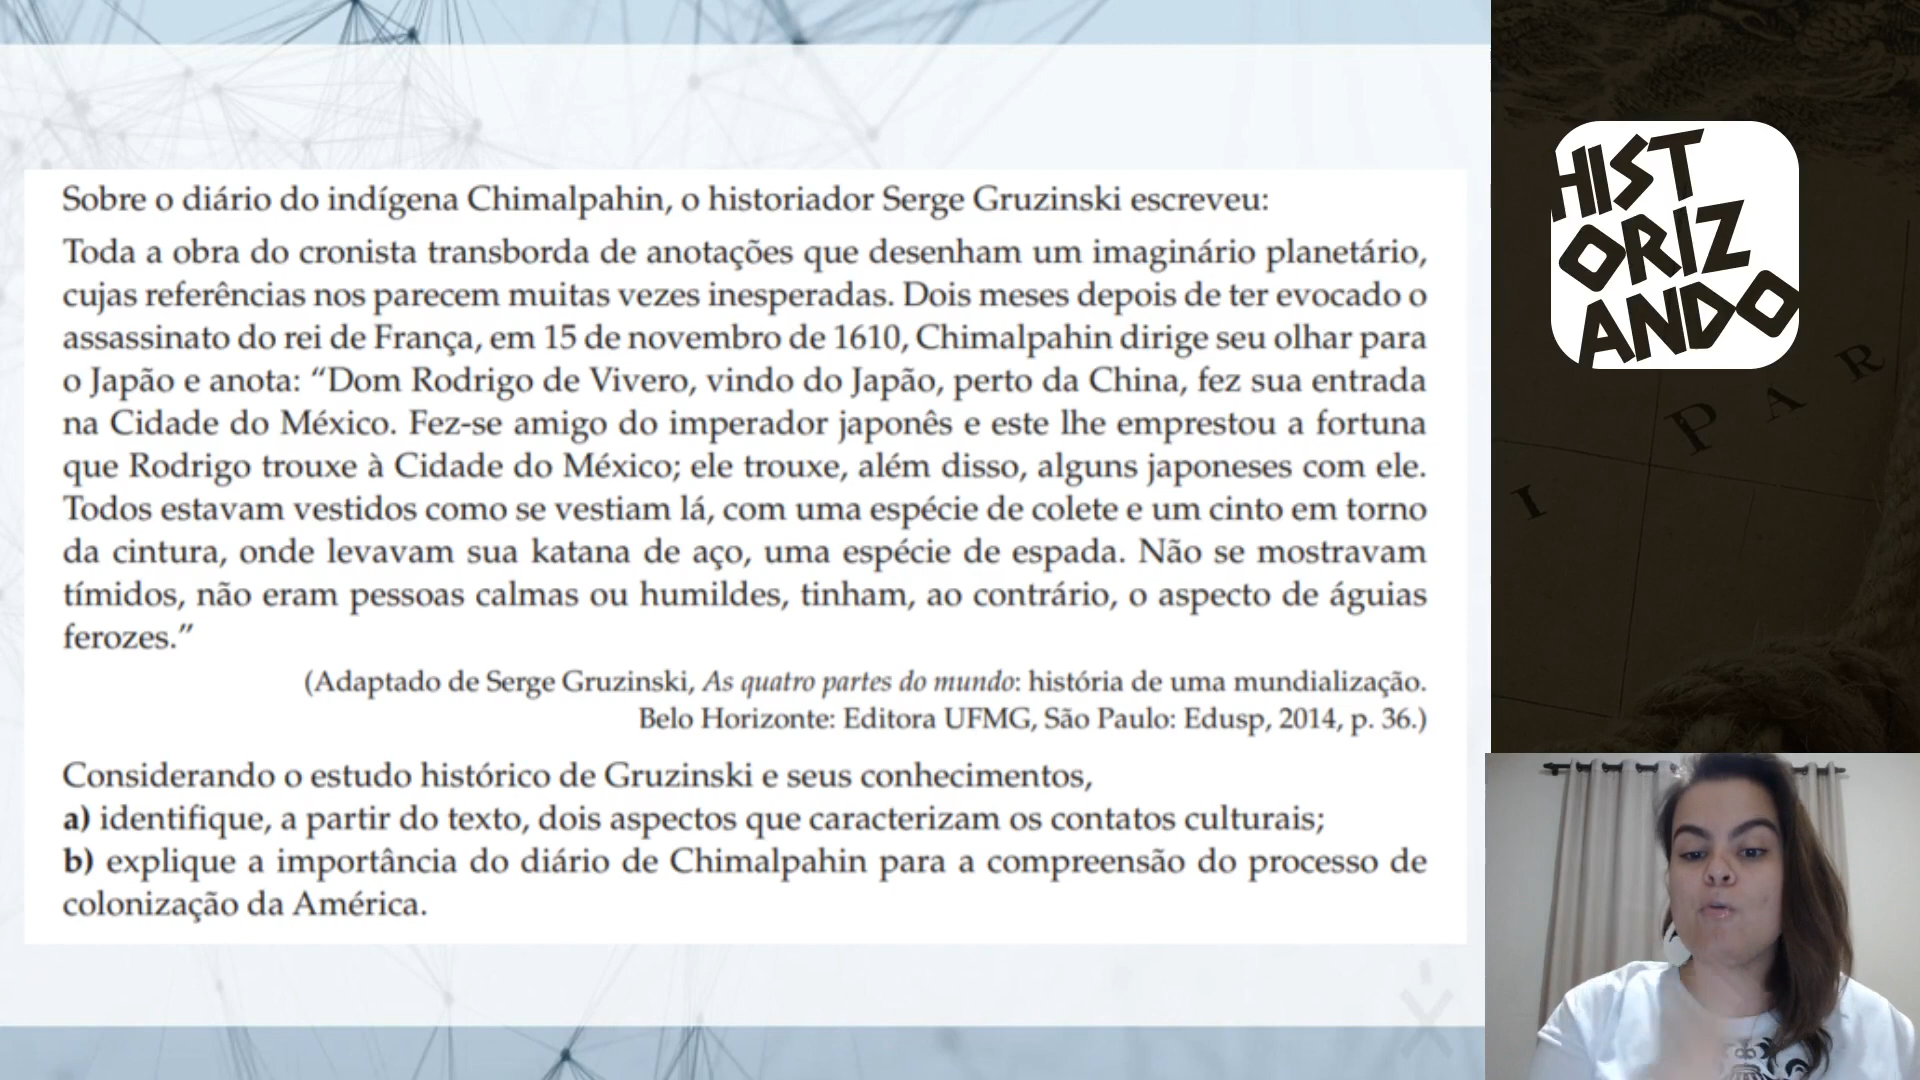 Sobre o diário do indígena Chimalpahin, o historiador Serge Gruzinski escreveu:
Toda a obra do cronista transborda de anotações que desenham um imaginário planetário,
cujas referências nos parecem muitas vezes inesperadas. Dois meses depois de ter evocado o
assassinato do rei de França, em 15 de novembro de 1610, Chimalpahin dirige seu olhar para
o Japão e anota: “Dom Rodrigo de Vivero, vindo do Japão, perto da China, fez sua entrada
na Cidade do México. Fez-se amigo do imperador japonês e este lhe emprestou a fortuna
que Rodrigo trouxe à Cidade do México; ele trouxe, além disso, alguns japoneses com ele.
Todos estavam vestidos como se vestiam lá, com uma espécie de colete e um cinto em torno
da cintura, onde levavam sua katana de aço, uma espécie de espada. Não se mostravam
tímidos, não eram pessoas calmas ou humildes, tinham, ao contrário, o aspecto de águias
ferozes.”
(Adaptado de Serge Gruzinski, As quatro partes do mundo: história de uma mundialização.
Belo Horizonte: Editora UFMG, São Paulo: Edusp, 2014, p. 36.)
Considerando o estudo histórico de Gruzinski e seus conhecimentos,
a) identifique, a partir do texto, dois aspectos que caracterizam os contatos culturais;
b) explique a importância do diário de Chimalpahin para a compreensão do processo de
colonização da América.
HIST
ORIZ
ANDO
I P A R